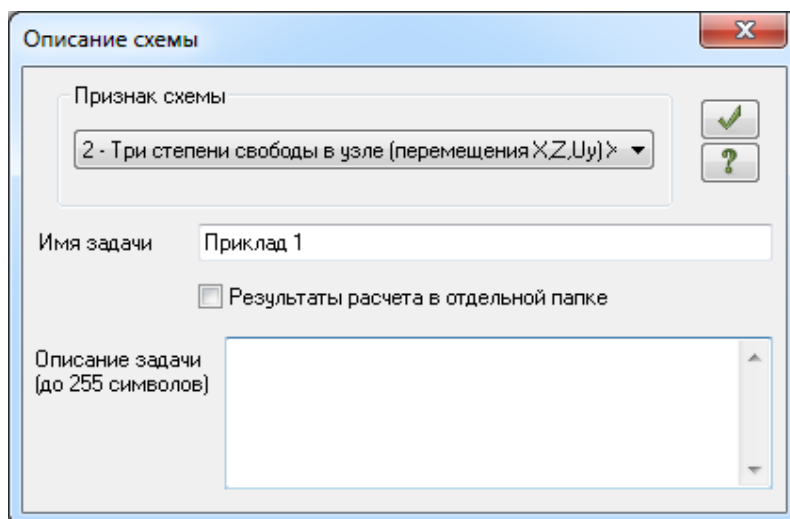 Описание схемы
Признак схемы
2 - Три степени свободы в узле (перемещения X,Z,Uy) X
Имя задачи Приклад 1
Результаты расчета в отдельной папке
Описание задачи
(до 255 символов)